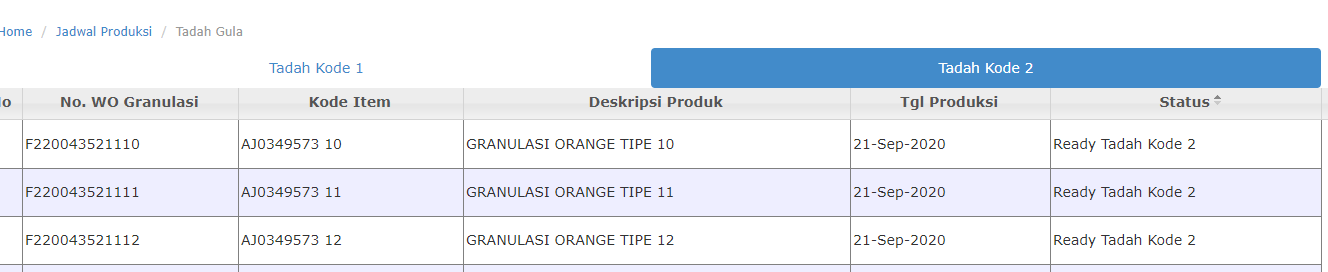 Home / Jadwal Produksi / Tadah Gula
Tadah Kode 1 Tadah Kode 2
No. WO Granulasi Kode Item Deskripsi Produk Tgl Produksi Status
F220043521110 AJ0349573 10 GRANULASI ORANGE TIPE 10 21-Sep-2020 Ready Tadah Kode 2
F220043521111 AJ0349573 11 GRANULASI ORANGE TIPE 11 21-Sep-2020 Ready Tadah Kode 2
F220043521112 AJ0349573 12 GRANULASI ORANGE TIPE 12 21-Sep-2020 Ready Tadah Kode 2